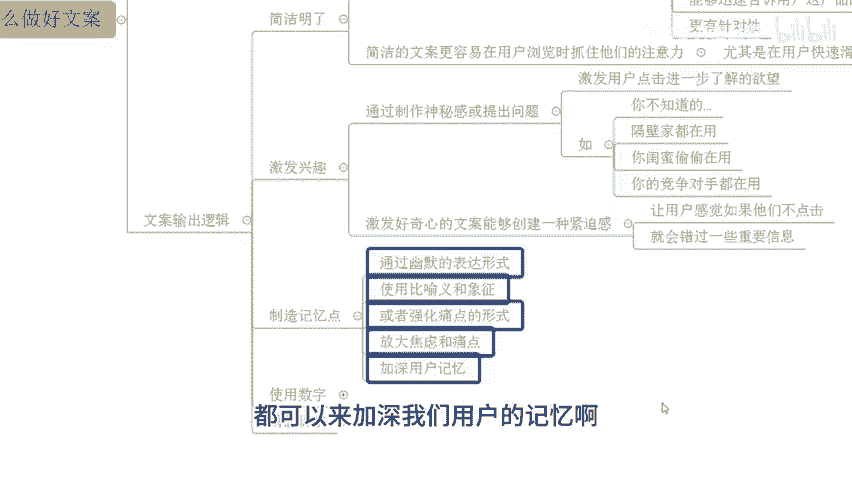 么做好文案
简洁明了
更有针对性
bilibili
简洁的文案更容易在用户浏览时抓住他们的注意力
尤其是在用户快速滑
文案输出逻辑
激发兴趣
通过制作神秘感或提出问题
激发用户点击进一步了解的欲望
如
你不知道的...
隔壁家都在用
你闺蜜偷偷在用
你的竞争对手都在用
激发好奇心的文案能够创建一种紧迫感
让用户感觉如果他们不点击
就会错过一些重要信息
制造记忆点
通过幽默的表达形式
使用比喻义和象征
或者强化痛点的形式
放大焦虑和痛点
加深用户记忆
使用数字
都可以来加深我们用户的记忆啊